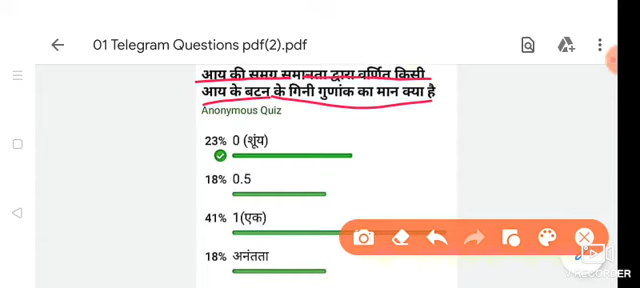 01 Telegram Questions pdf(2).pdf
आय की समग्र समानता द्वारा वर्णित किसी
आय के बटन के गिनी गुणांक का मान क्या है
Anonymous Quiz
23% 0 (शूंय)
18% 0.5
41% 1(एक)
18% अनंतता
RECORDER